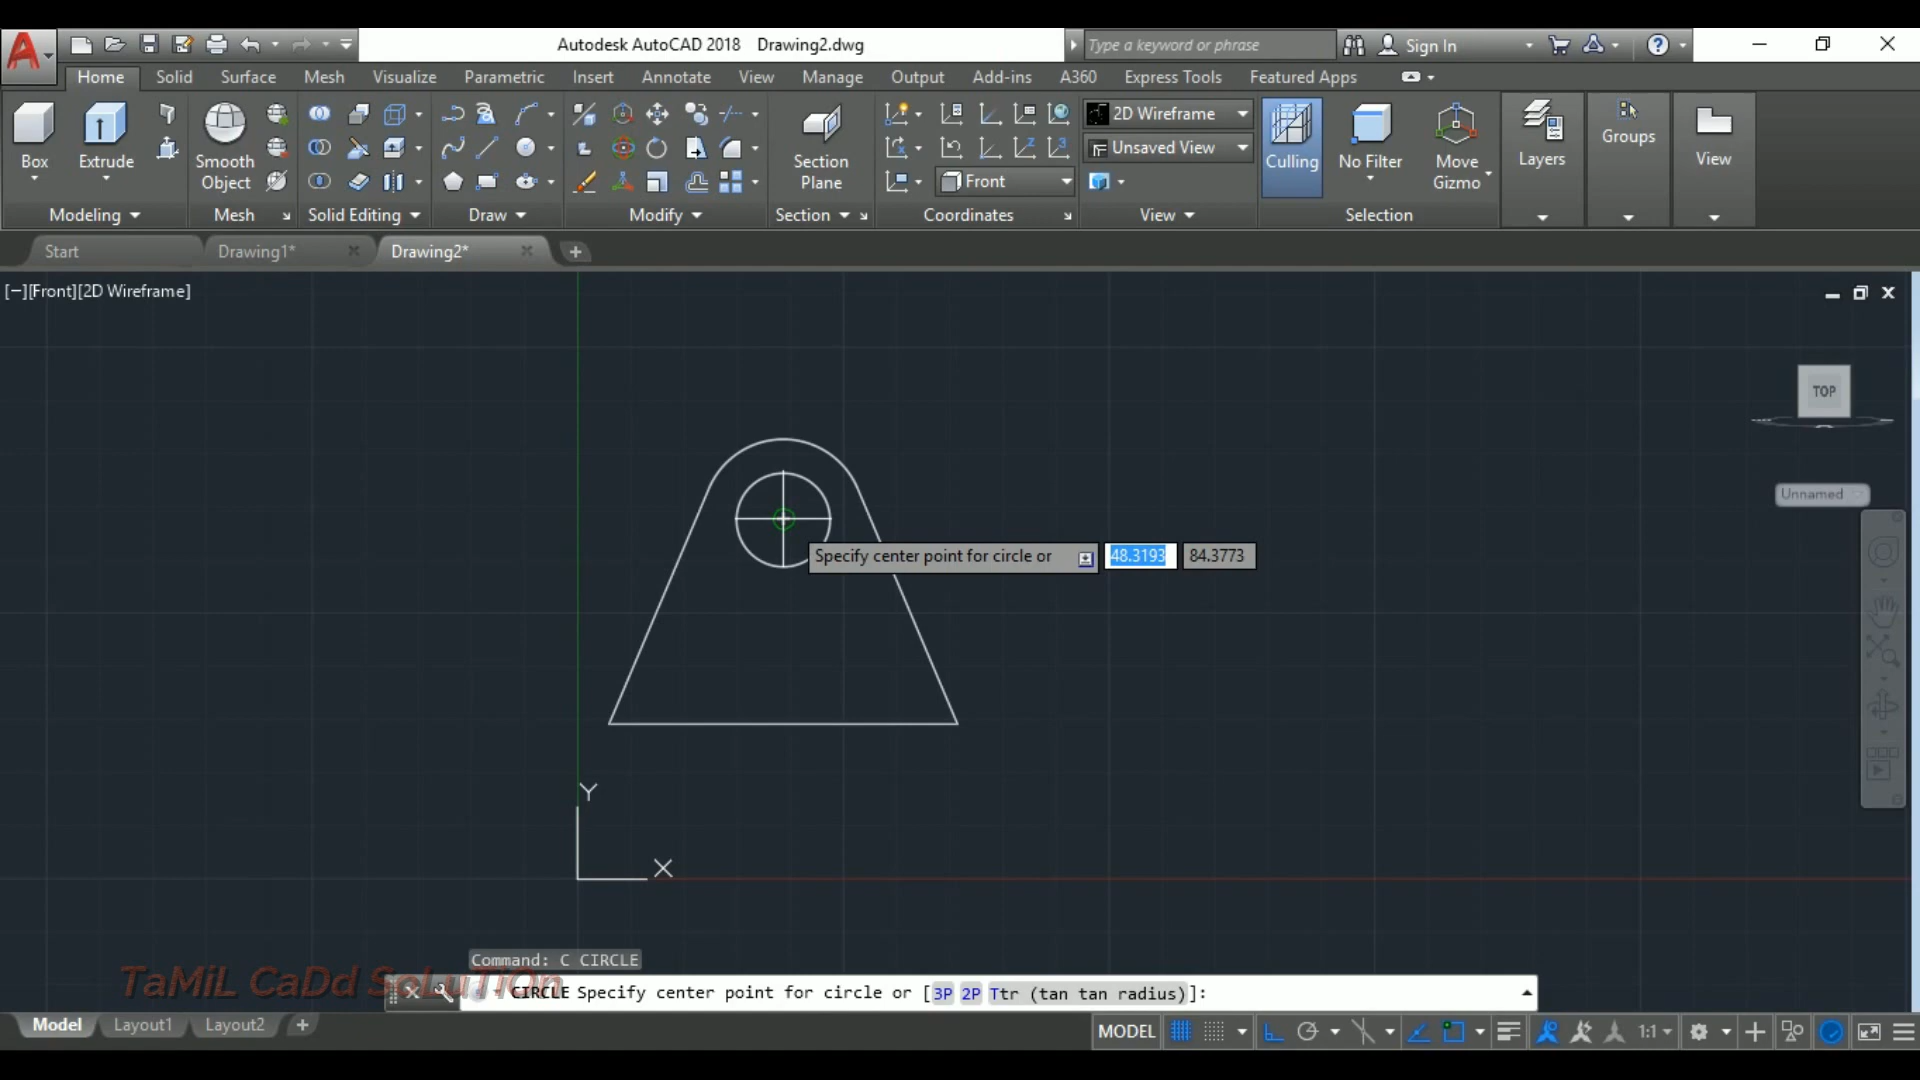 Autodesk AutoCAD 2018 Drawing2.dwg
Type a keyword or phrase
Sign In
Home Solid Surface Mesh Visualize Parametric Insert Annotate View Manage Output Add-ins A360 Express Tools Featured Apps
Box
Extrude
Smooth
Object
Section
Plane
2D Wireframe
Unsaved View
Front
Culling
No Filter
Move
Gizmo
Layers
Groups
View
Modeling
Mesh
Solid Editing
Draw
Modify
Section
Coordinates
View
Selection
Start
Drawing1*
Drawing2*
[−][Front][2D Wireframe]
TOP
Unnamed
Specify center point for circle or 48.3193 84.3773
Y
X
Command: C CIRCLE
TaMiL CaDd SoLuTiOn
CIRCLE Specify center point for circle or [3P 2P Ttr (tan tan radius)]:
Model Layout1 Layout2
MODEL
1:1